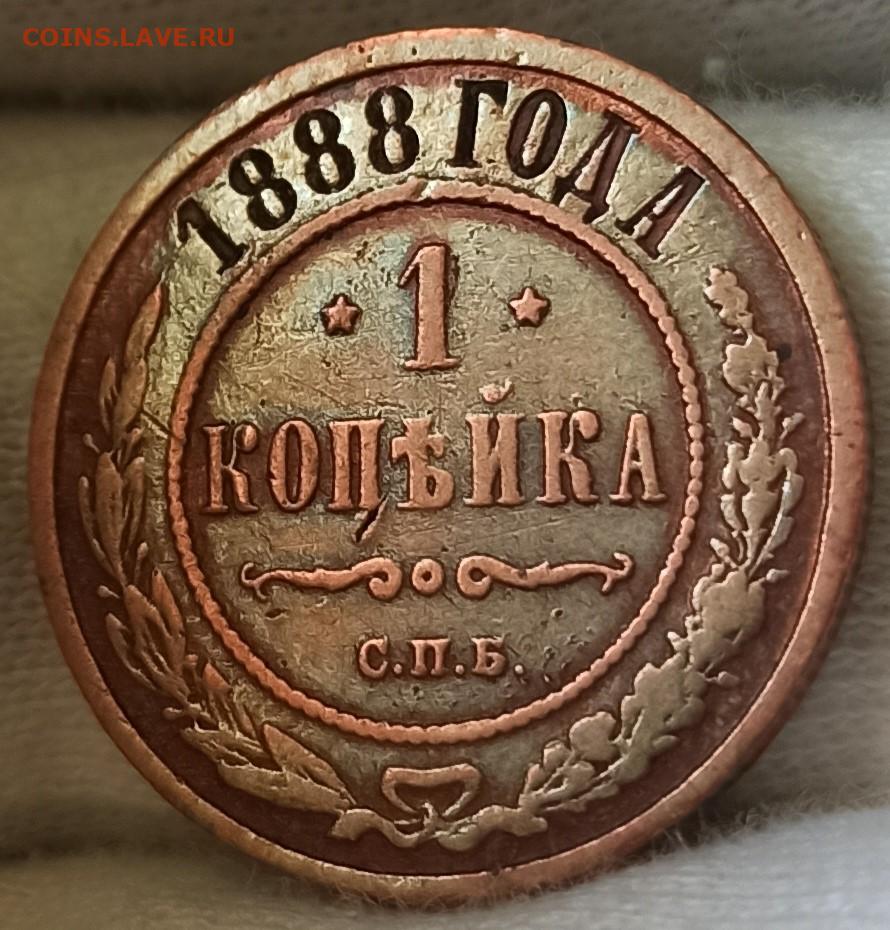 COINS.LAVE.RU
1888 ГОДА
1
КОПѢЙКА
С.П.Б.